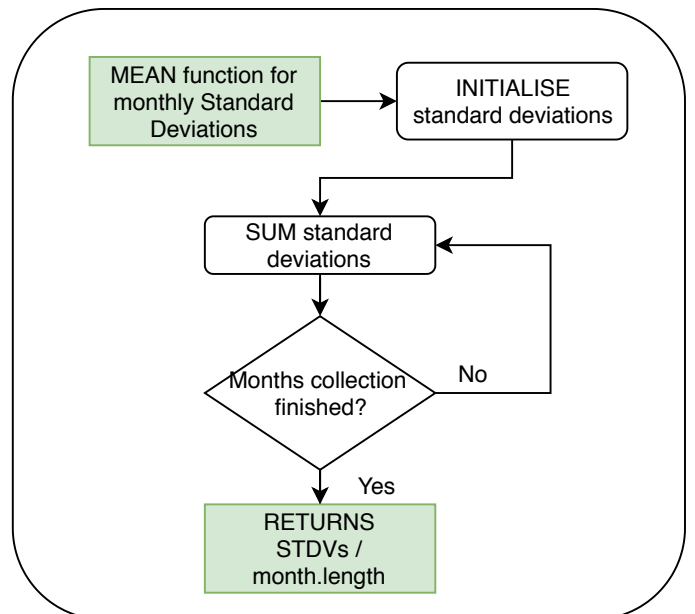 MEAN function for
monthly Standard
Deviations
INITIALISE
standard deviations
SUM standard
deviations
Months collection
finished?
No
Yes
RETURNS
STDVs /
month.length